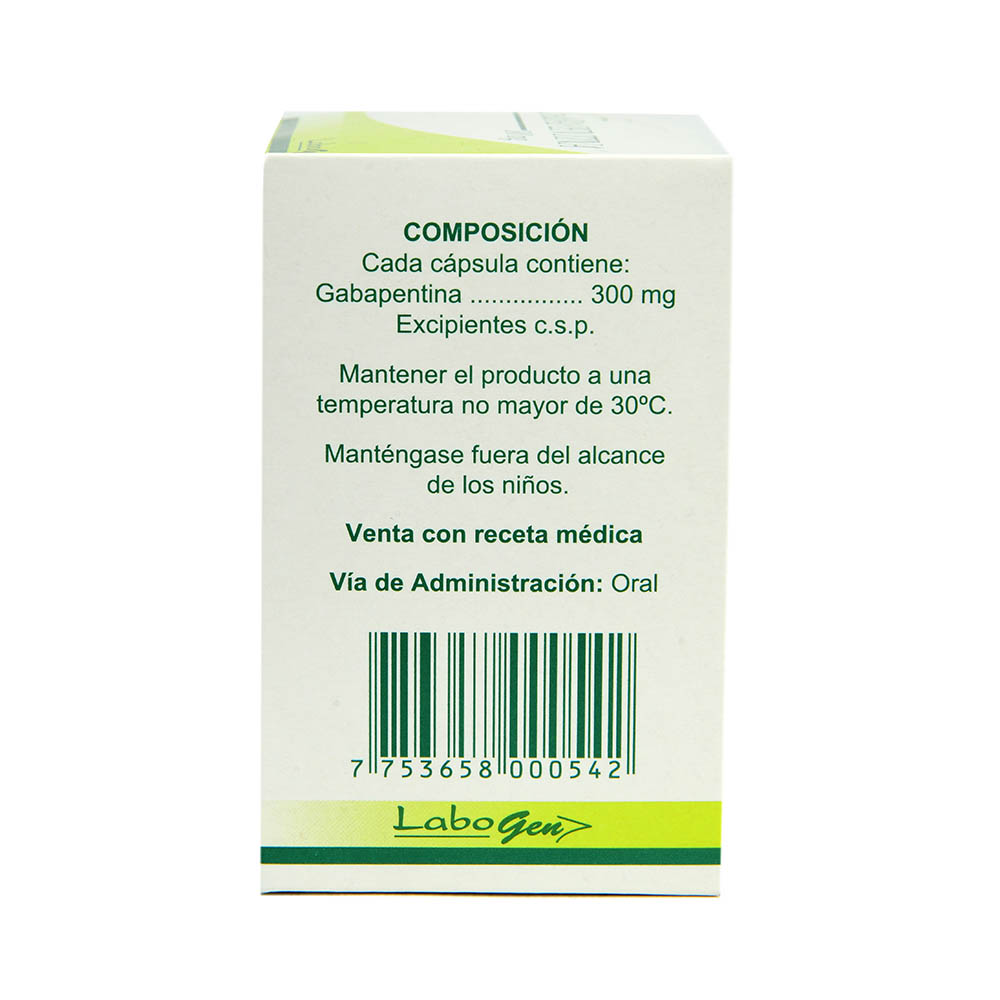 COMPOSICIÓN
Cada cápsula contiene:
Gabapentina ................ 300 mg
Excipientes c.s.p.
Mantener el producto a una
temperatura no mayor de 30ºC.
Manténgase fuera del alcance
de los niños.
Venta con receta médica
Vía de Administración: Oral
7 753658 000542
LaboGen